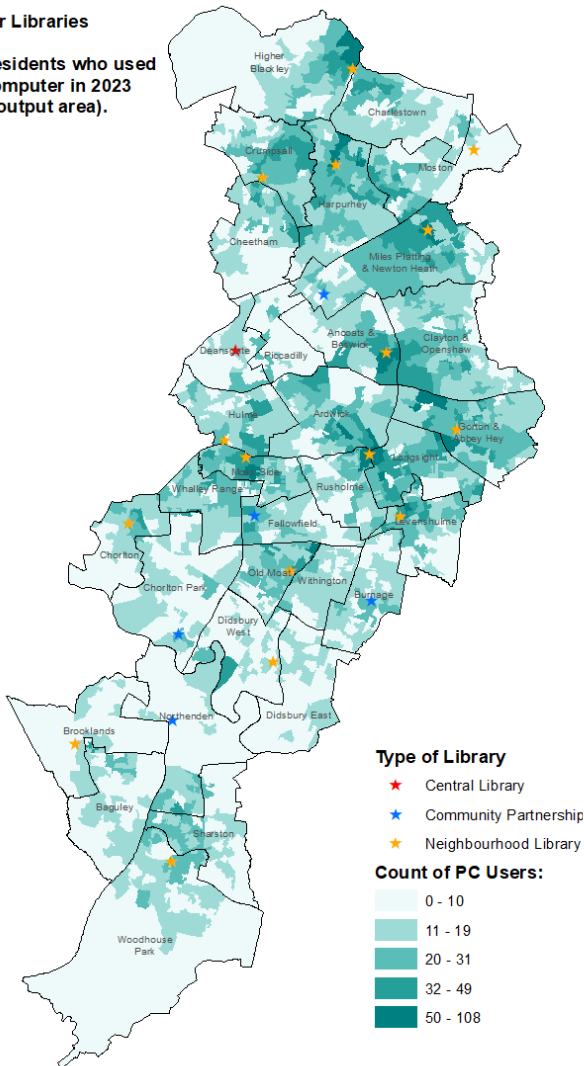 r Libraries
esidents who used
omputer in 2023
output area).
Higher
Blackley
Charlestown
Crumpsall
Moston
Harpurhey
Cheetham
Miles Platting
& Newton Heath
Ancoats &
Beswick
Clayton &
Openshaw
Deansgate
Piccadilly
Hulme
Ardwick
Gorton &
Abbey Hey
Moss Side
Longsight
Whalley Range
Rusholme
Fallowfield
Levenshulme
Chorlton
Old Moat
Withington
Chorlton Park
Burnage
Didsbury
West
Northenden
Didsbury East
Brooklands
Baguley
Sharston
Woodhouse
Park
Type of Library
Central Library
Community Partnership
Neighbourhood Library
Count of PC Users:
0 - 10
11 - 19
20 - 31
32 - 49
50 - 108